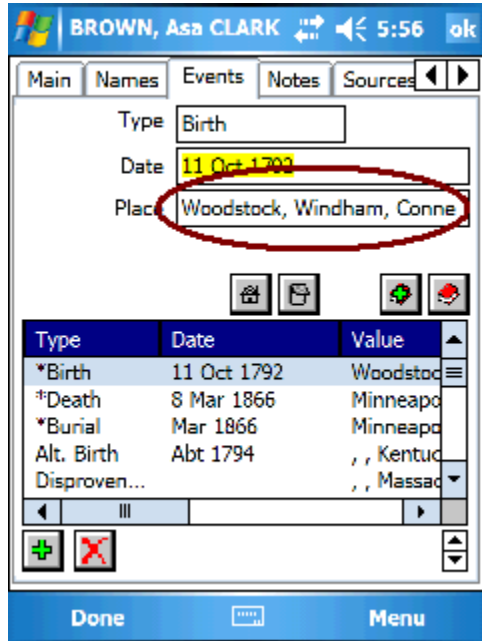 BROWN, Asa CLARK 5:56 ok
Main Names Events Notes Sources
Type Birth
Date 11 Oct 1792
Place Woodstock, Windham, Conne
Type Date Value
*Birth 11 Oct 1792 Woodstoc
*Death 8 Mar 1866 Minneapo
*Burial Mar 1866 Minneapo
Alt. Birth Abt 1794 , , Kentuc
Disproven... , , Massac
Done Menu